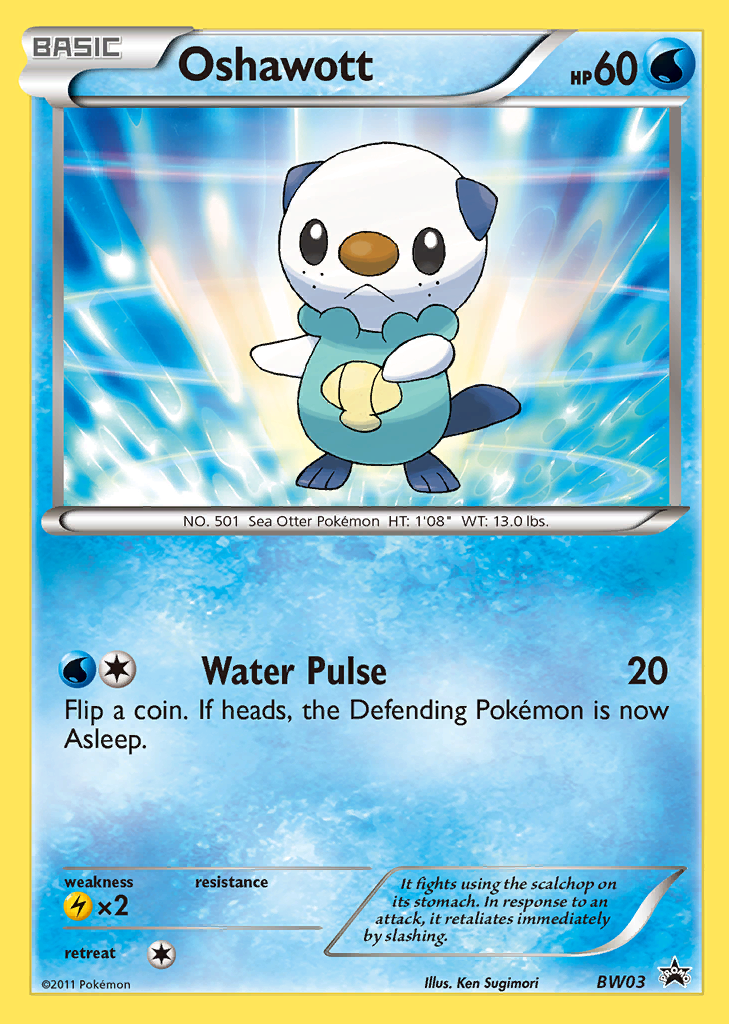 BASIC
Oshawott
HP60
NO. 501 Sea Otter Pokémon HT: 1'08" WT: 13.0 lbs.
Water Pulse 20
Flip a coin. If heads, the Defending Pokémon is now
Asleep.
weakness resistance
×2
retreat
It fights using the scalchop on
its stomach. In response to an
attack, it retaliates immediately
by slashing.
©2011 Pokémon Illus. Ken Sugimori BW03 PROMO